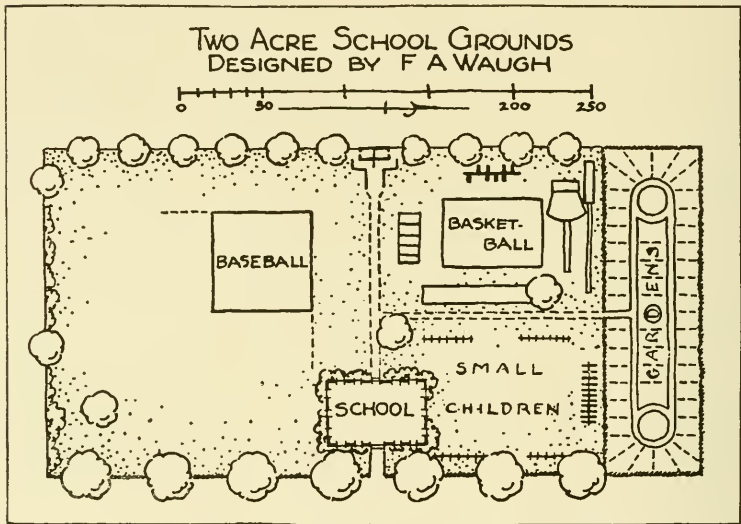 TWO ACRE SCHOOL GROUNDS
DESIGNED BY F A WAUGH
0 50 200 250
BASEBALL
BASKET-
BALL
GARDENS
SMALL
SCHOOL
CHILDREN